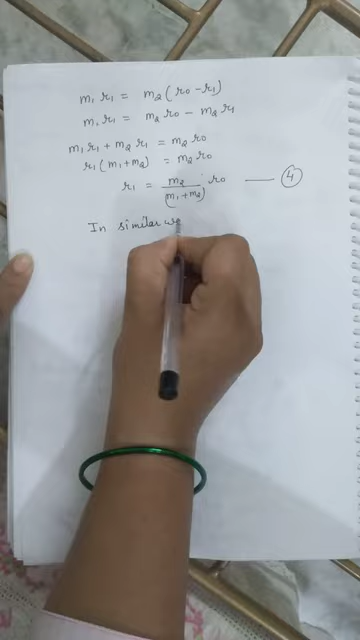 m1 r1 = m2 (r0 - r1)
m1 r1 = m2 r0 - m2 r1
m1 r1 + m2 r1 = m2 r0
r1 (m1 + m2) = m2 r0
r1 = m2 / (m1 + m2) r0 —— ④
In similar w